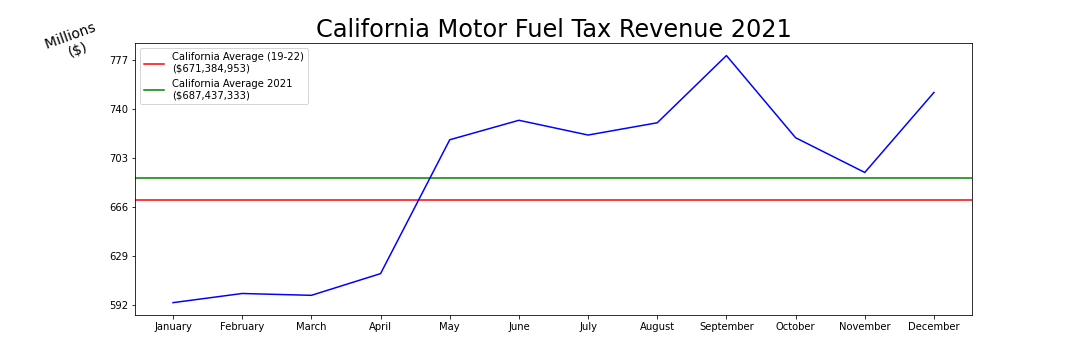 California Motor Fuel Tax Revenue 2021
Millions
($)
California Average (19-22)
($671,384,953)
California Average 2021
($687,437,333)
777
740
703
666
629
592
January February March April May June July August September October November December